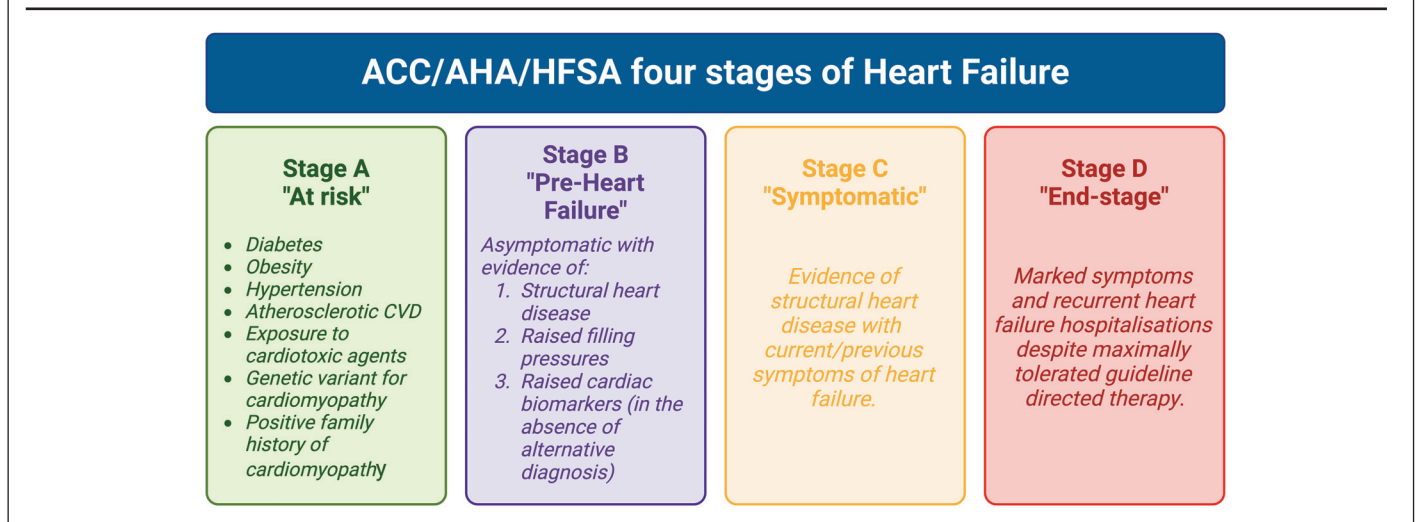 ACC/AHA/HFSA four stages of Heart Failure
Stage A
"At risk"
• Diabetes
• Obesity
• Hypertension
• Atherosclerotic CVD
• Exposure to
cardiotoxic agents
• Genetic variant for
cardiomyopathy
• Positive family
history of
cardiomyopathy
Stage B
"Pre-Heart
Failure"
Asymptomatic with
evidence of:
1. Structural heart
disease
2. Raised filling
pressures
3. Raised cardiac
biomarkers (in the
absence of
alternative
diagnosis)
Stage C
"Symptomatic"
Evidence of
structural heart
disease with
current/previous
symptoms of heart
failure.
Stage D
"End-stage"
Marked symptoms
and recurrent heart
failure hospitalisations
despite maximally
tolerated guideline
directed therapy.